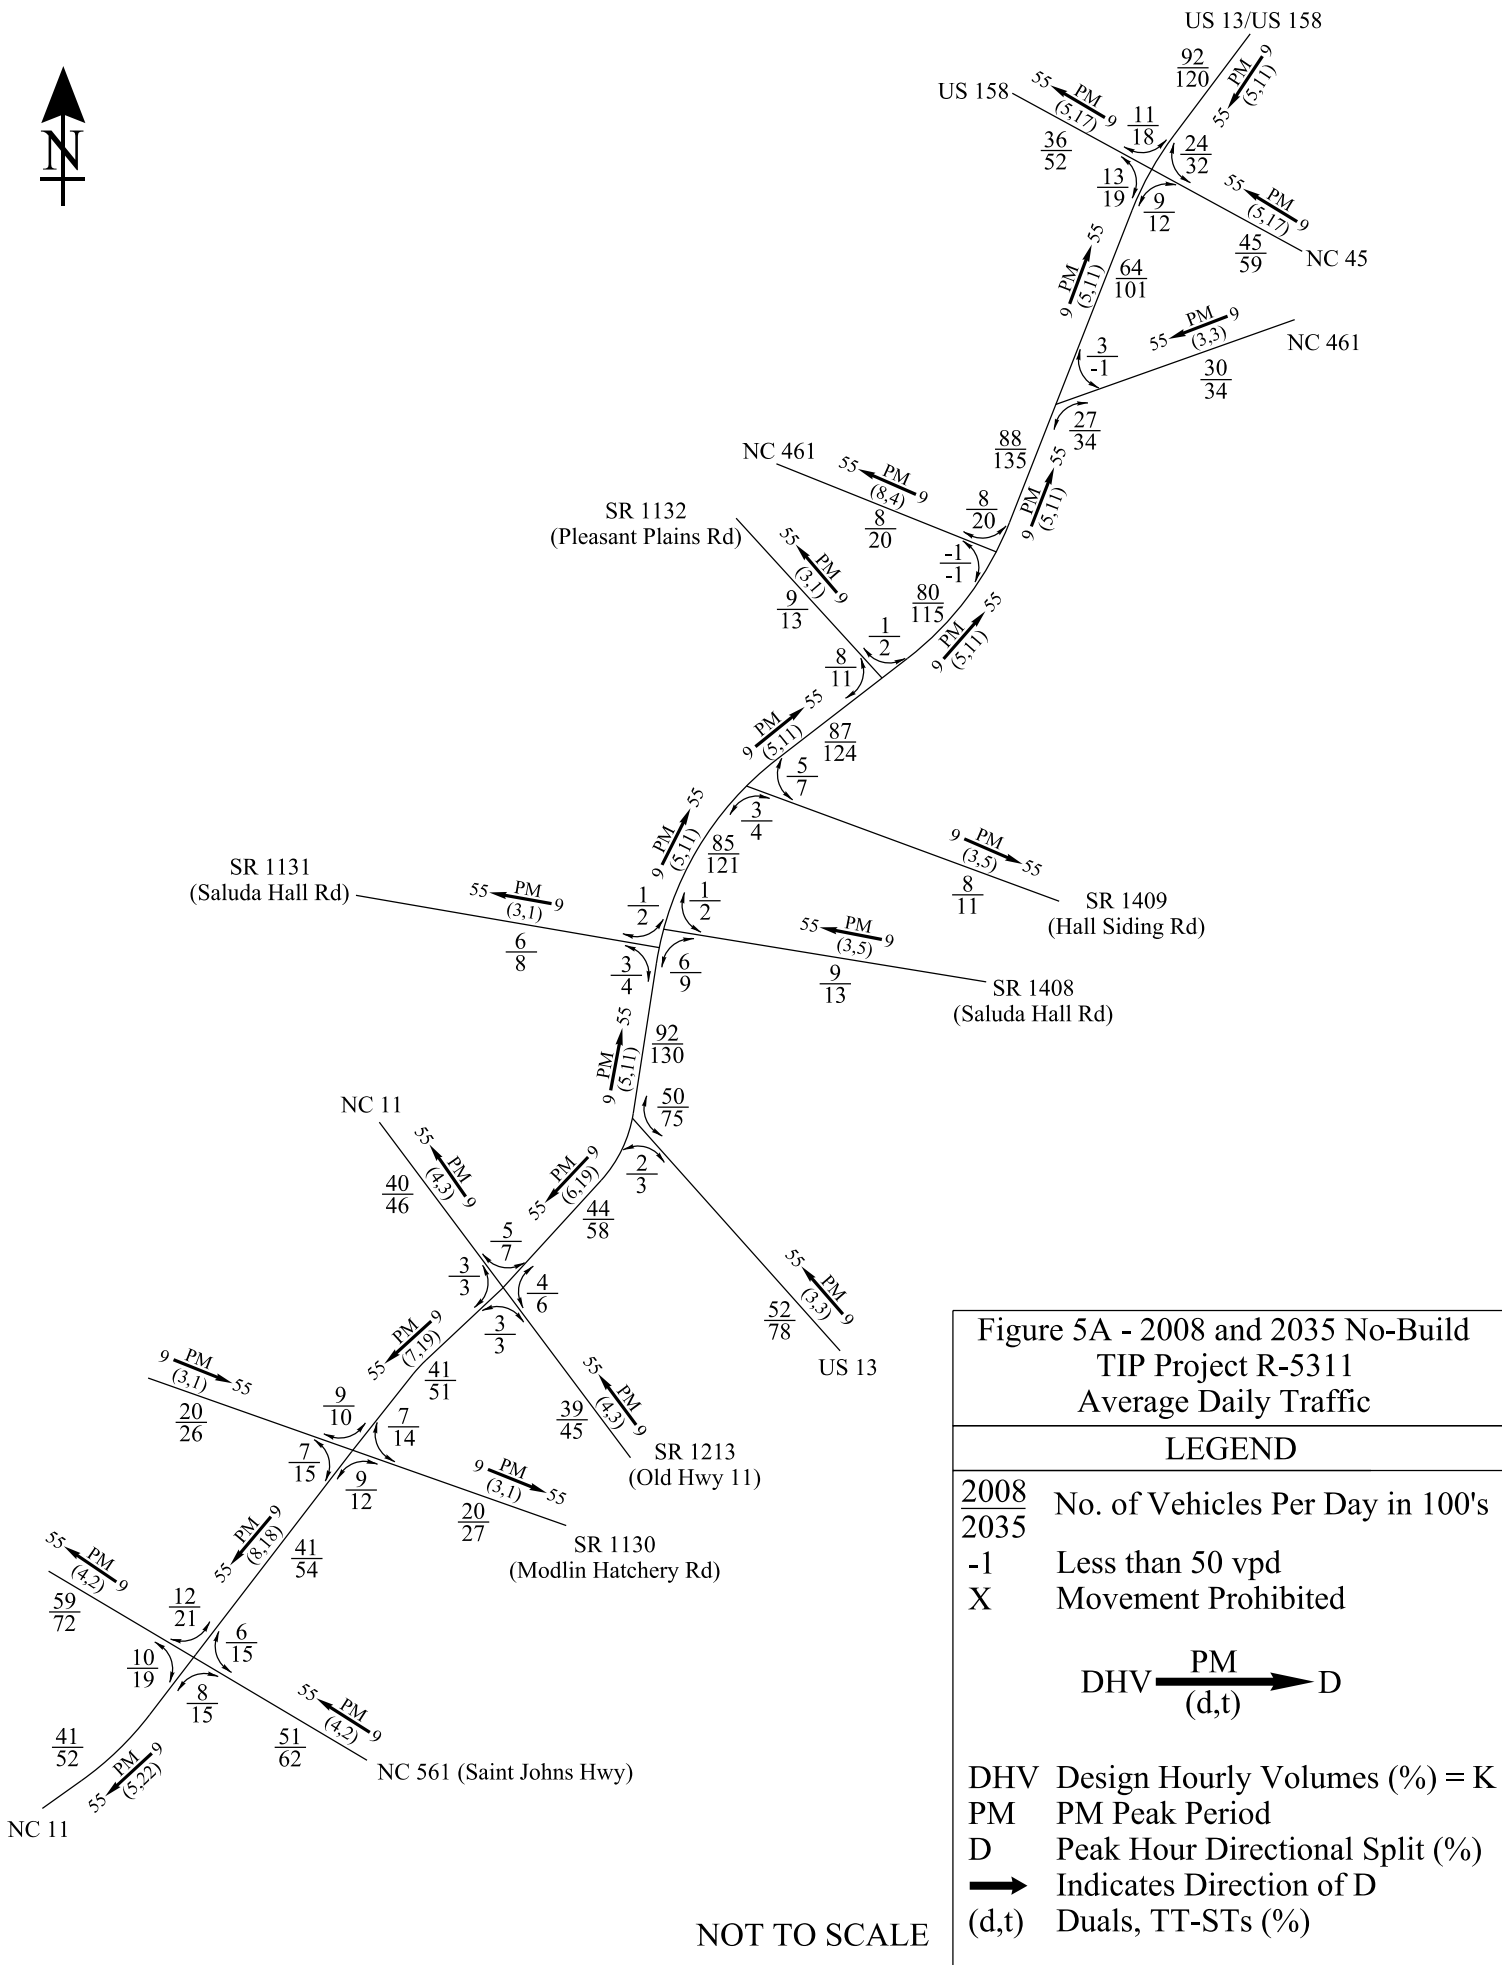 US 13/US 158
92
120
55 PM 9
(5,11)
US 158
55 PM 9
(5,17)
36
52
11
18
24
32
13
19
9
12
55 PM 9
(5,17)
45
59
NC 45
9 PM 55
(5,11)
64
101
55 PM 9
(3,3)
NC 461
30
34
3
-1
27
34
88
135
9 PM 55
(5,11)
NC 461
55 PM 9
(8,4)
8
20
8
20
-1
-1
SR 1132
(Pleasant Plains Rd)
55 PM 9
(3,1)
9
13
80
115
9 PM 55
(5,11)
1
2
8
11
9 PM 55
(5,11)
87
124
5
7
3
4
9 PM 55
(3,5)
8
11
SR 1409
(Hall Siding Rd)
9 PM 55
(5,11)
85
121
SR 1131
(Saluda Hall Rd)
55 PM 9
(3,1)
6
8
1
2
1
2
3
4
6
9
55 PM 9
(3,5)
9
13
SR 1408
(Saluda Hall Rd)
9 PM 55
(5,11)
92
130
50
75
2
3
NC 11
55 PM 9
(4,3)
40
46
55 PM 9
(6,19)
44
58
5
7
3
3
4
6
3
3
55 PM 9
(3,3)
52
78
US 13
55 PM 9
(7,19)
41
51
55 PM 9
(4,3)
39
45
SR 1213
(Old Hwy 11)
9 PM 55
(3,1)
20
26
9
10
7
14
7
15
9
12
9 PM 55
(3,1)
20
27
SR 1130
(Modlin Hatchery Rd)
55 PM 9
(8,18)
41
54
55 PM 9
(4,2)
59
72
12
21
6
15
10
19
8
15
55 PM 9
(4,2)
51
62
NC 561 (Saint Johns Hwy)
41
52
55 PM 9
(5,22)
NC 11
N
Figure 5A - 2008 and 2035 No-Build
TIP Project R-5311
Average Daily Traffic
LEGEND
2008
2035
No. of Vehicles Per Day in 100's
-1 Less than 50 vpd
X Movement Prohibited
DHV PM D
(d,t)
DHV Design Hourly Volumes (%) = K
PM PM Peak Period
D Peak Hour Directional Split (%)
Indicates Direction of D
(d,t) Duals, TT-STs (%)
NOT TO SCALE